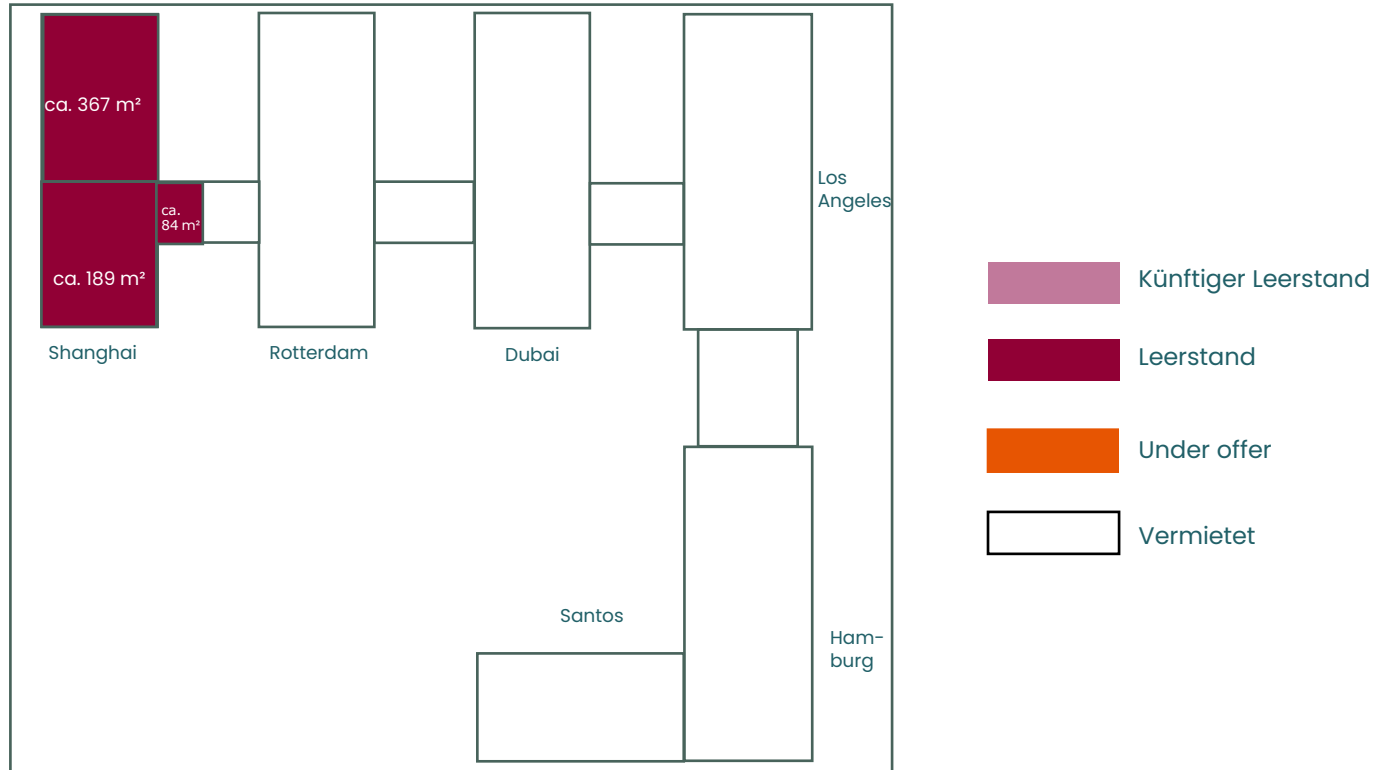 ca. 367 m²
ca.
84 m²
ca. 189 m²
Los
Angeles
Shanghai
Rotterdam
Dubai
Santos
Ham-
burg
Künftiger Leerstand
Leerstand
Under offer
Vermietet